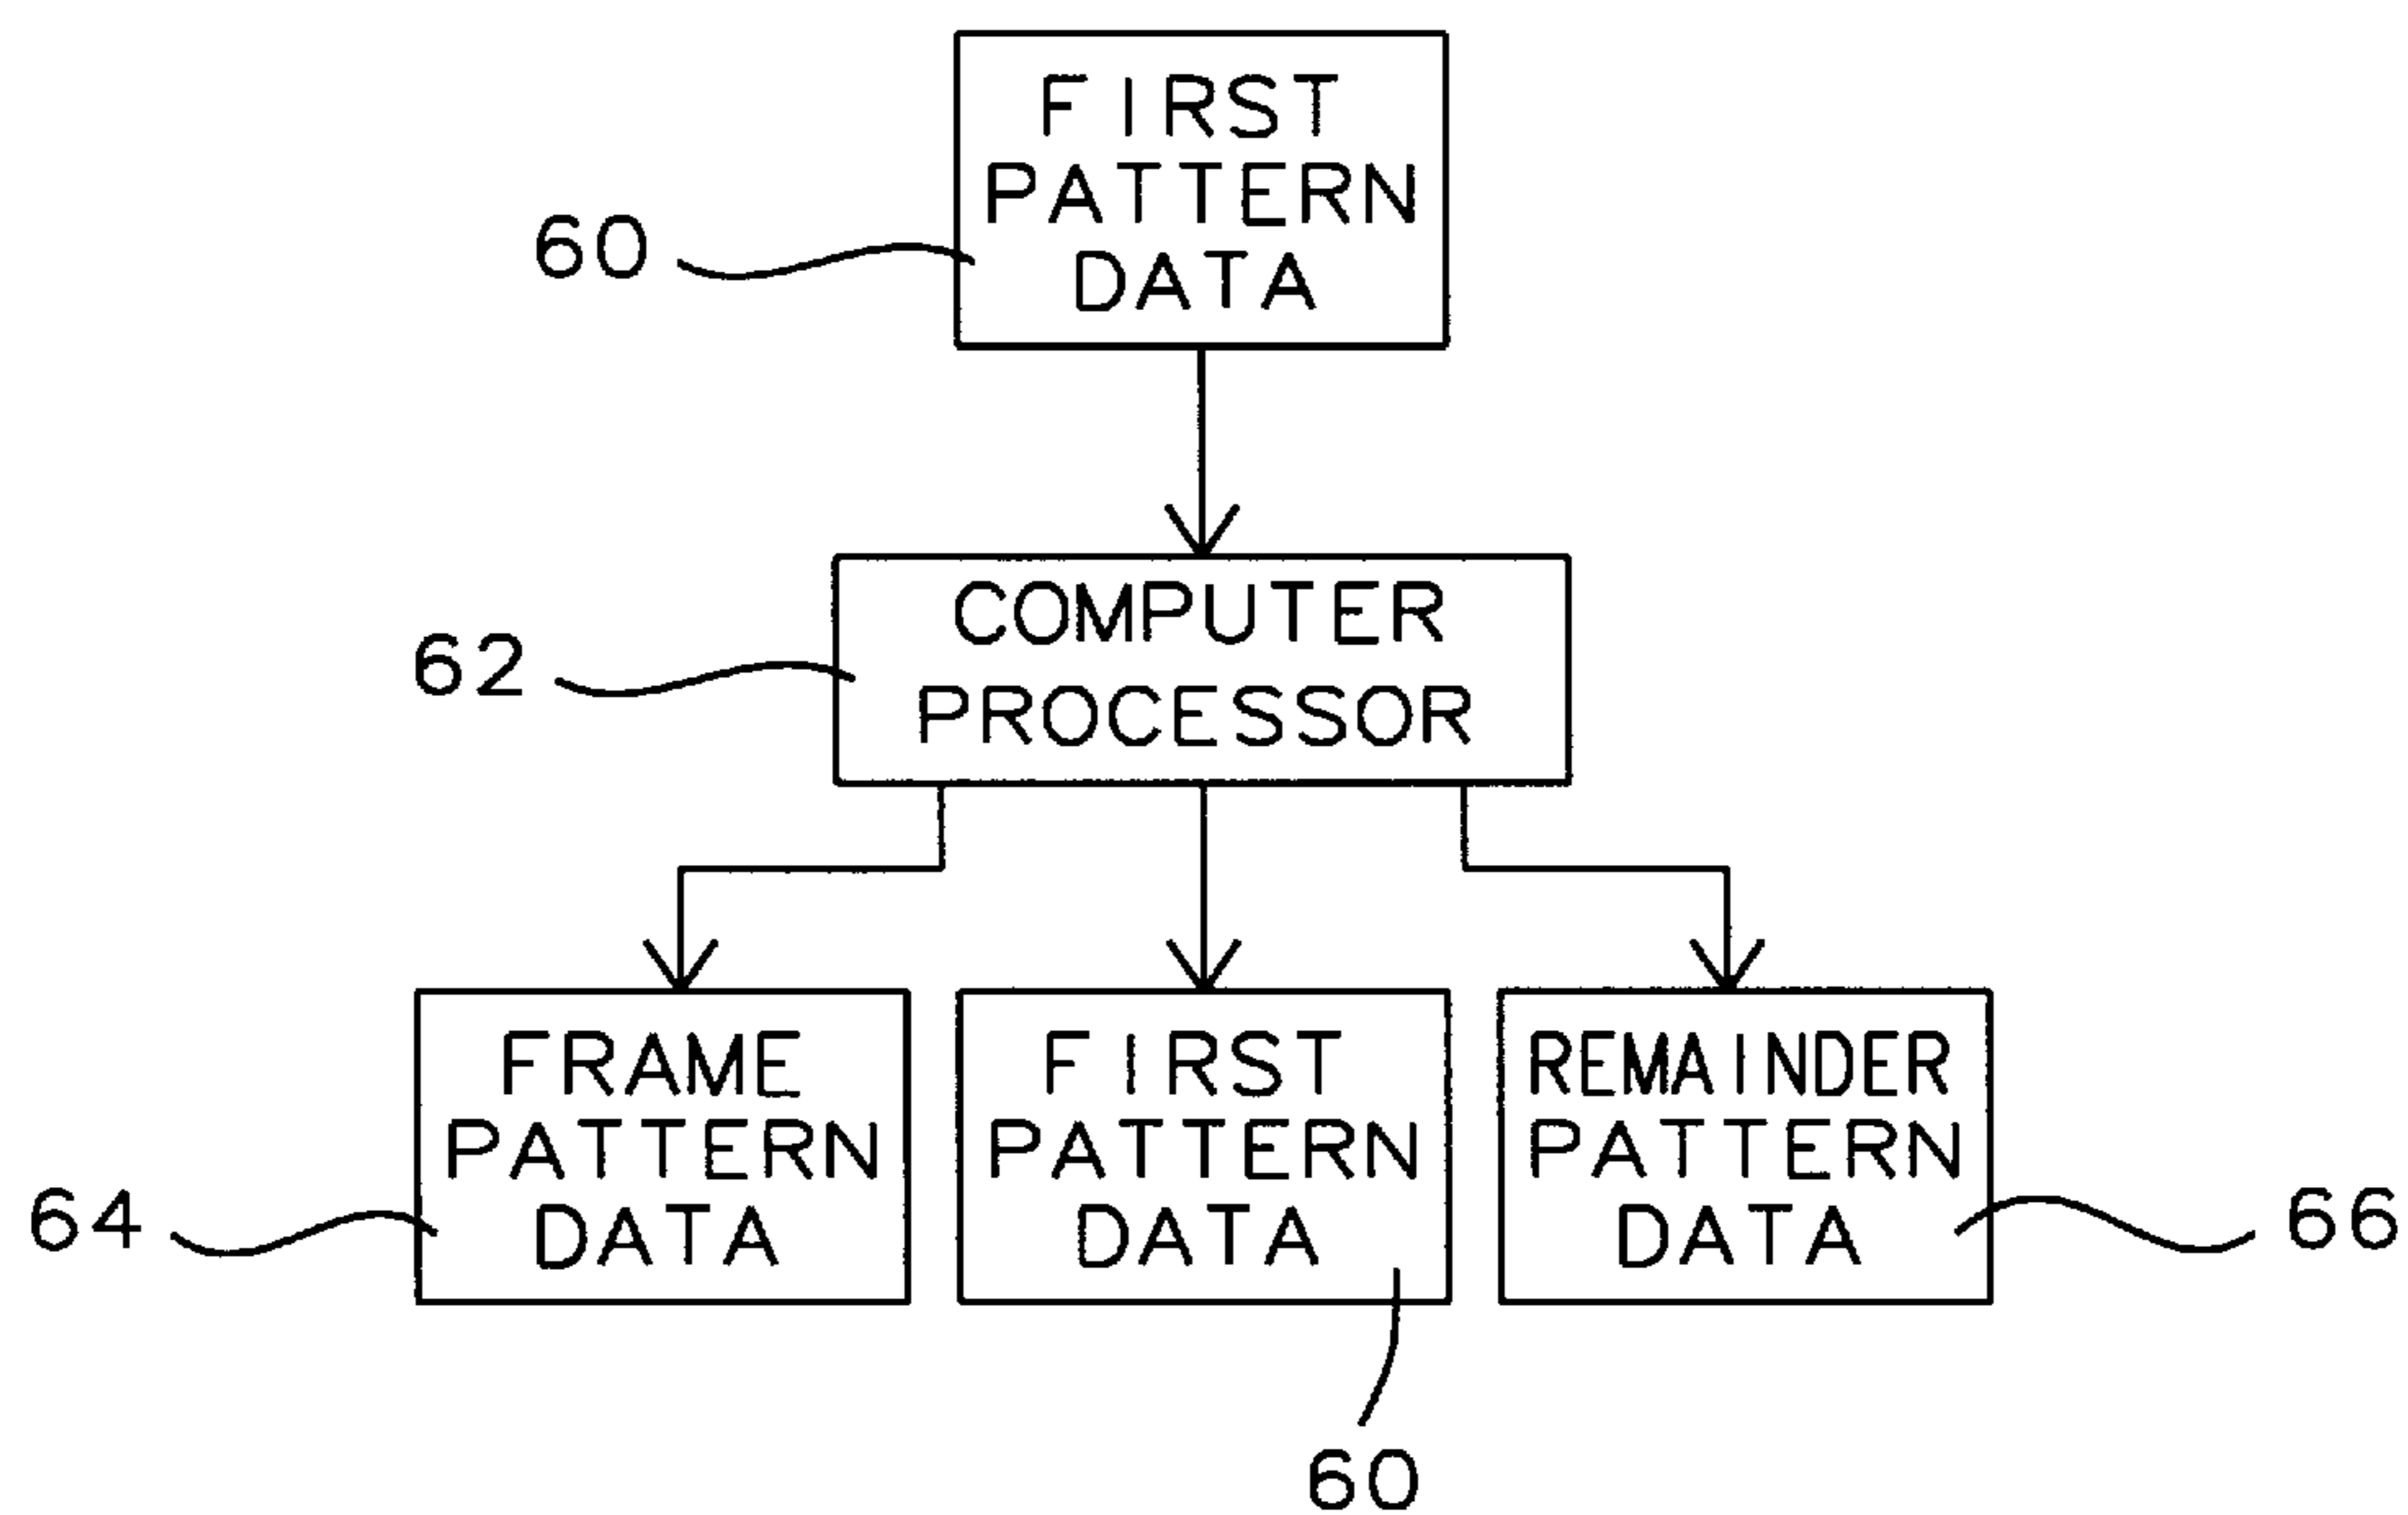 FIRST
PATTERN
DATA
60
COMPUTER
PROCESSOR
62
FRAME
PATTERN
DATA
64
FIRST
PATTERN
DATA
60
REMAINDER
PATTERN
DATA
66